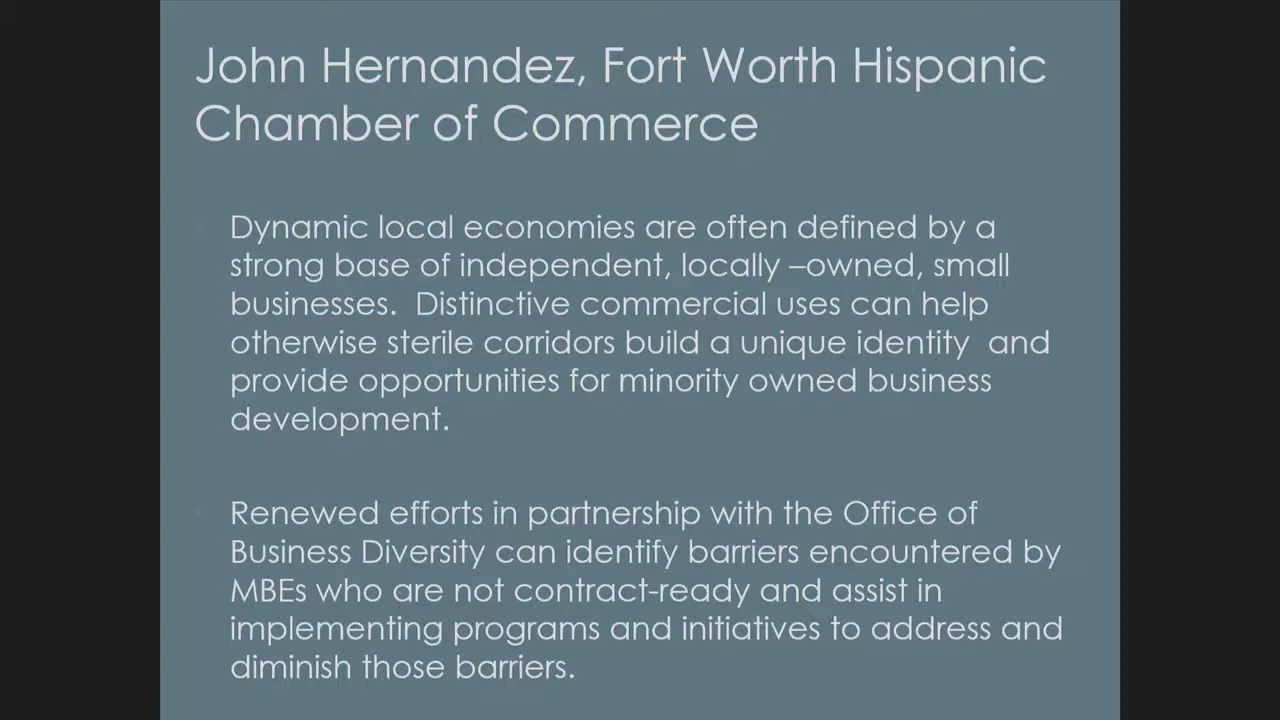 John Hernandez, Fort Worth Hispanic
Chamber of Commerce
Dynamic local economies are often defined by a
strong base of independent, locally –owned, small
businesses.  Distinctive commercial uses can help
otherwise sterile corridors build a unique identity  and
provide opportunities for minority owned business
development.
Renewed efforts in partnership with the Office of
Business Diversity can identify barriers encountered by
MBEs who are not contract-ready and assist in
implementing programs and initiatives to address and
diminish those barriers.